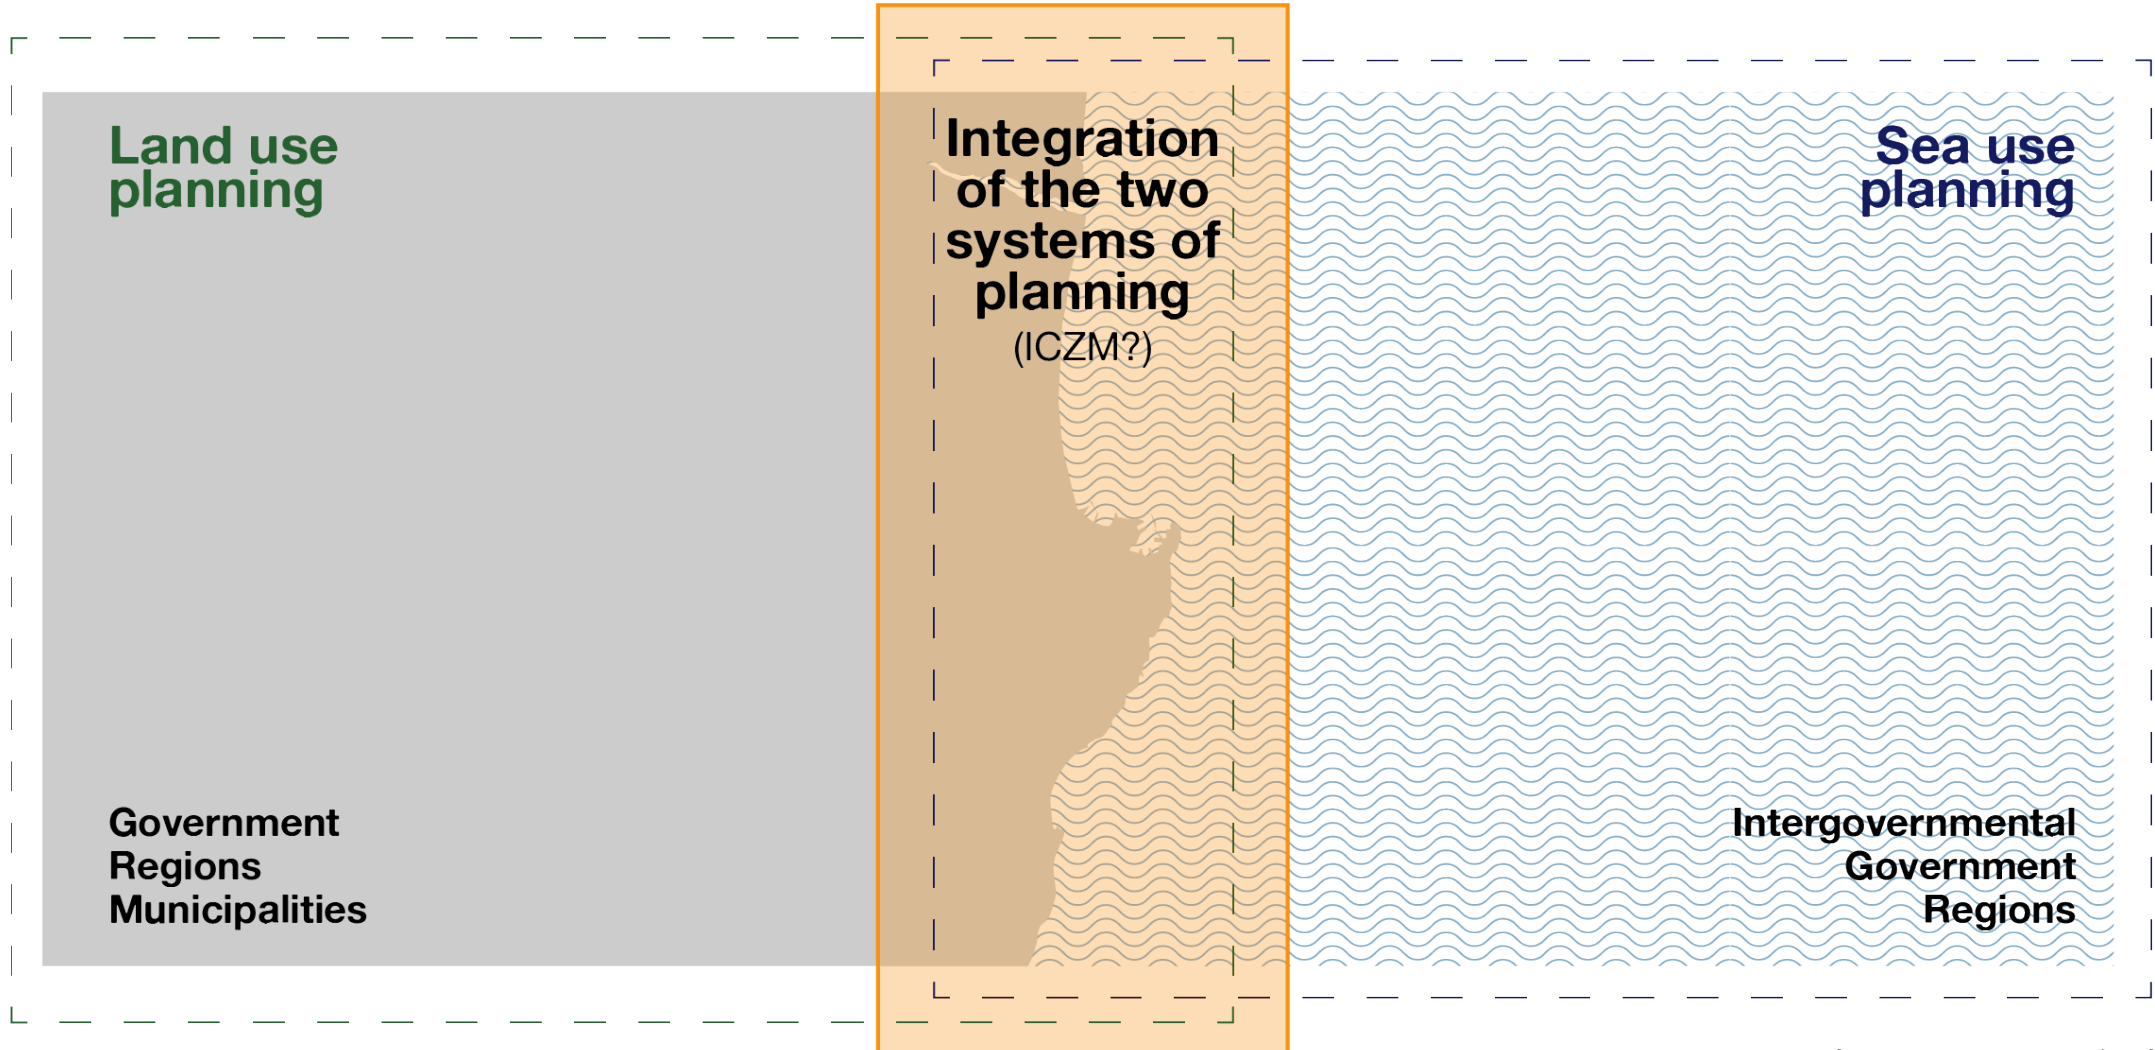 Land use
planning
Integration
of the two
systems of
planning
(ICZM?)
Sea use
planning
Government
Regions
Municipalities
Intergovernmental
Government
Regions